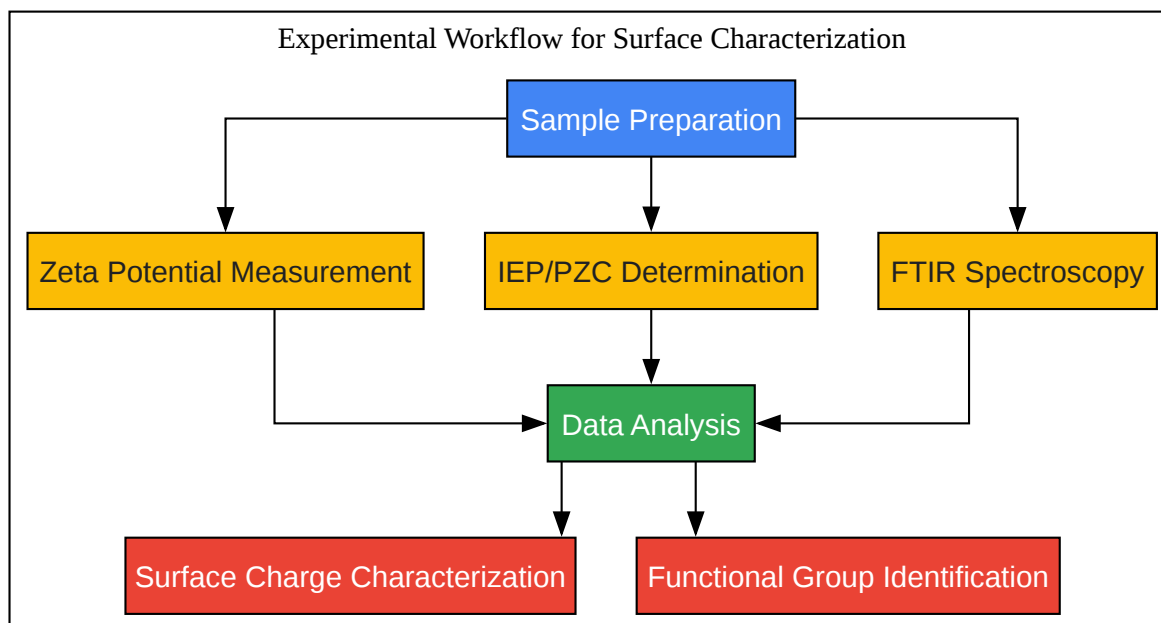 Experimental Workflow for Surface Characterization
Sample Preparation
Zeta Potential Measurement
IEP/PZC Determination
FTIR Spectroscopy
Data Analysis
Surface Charge Characterization
Functional Group Identification